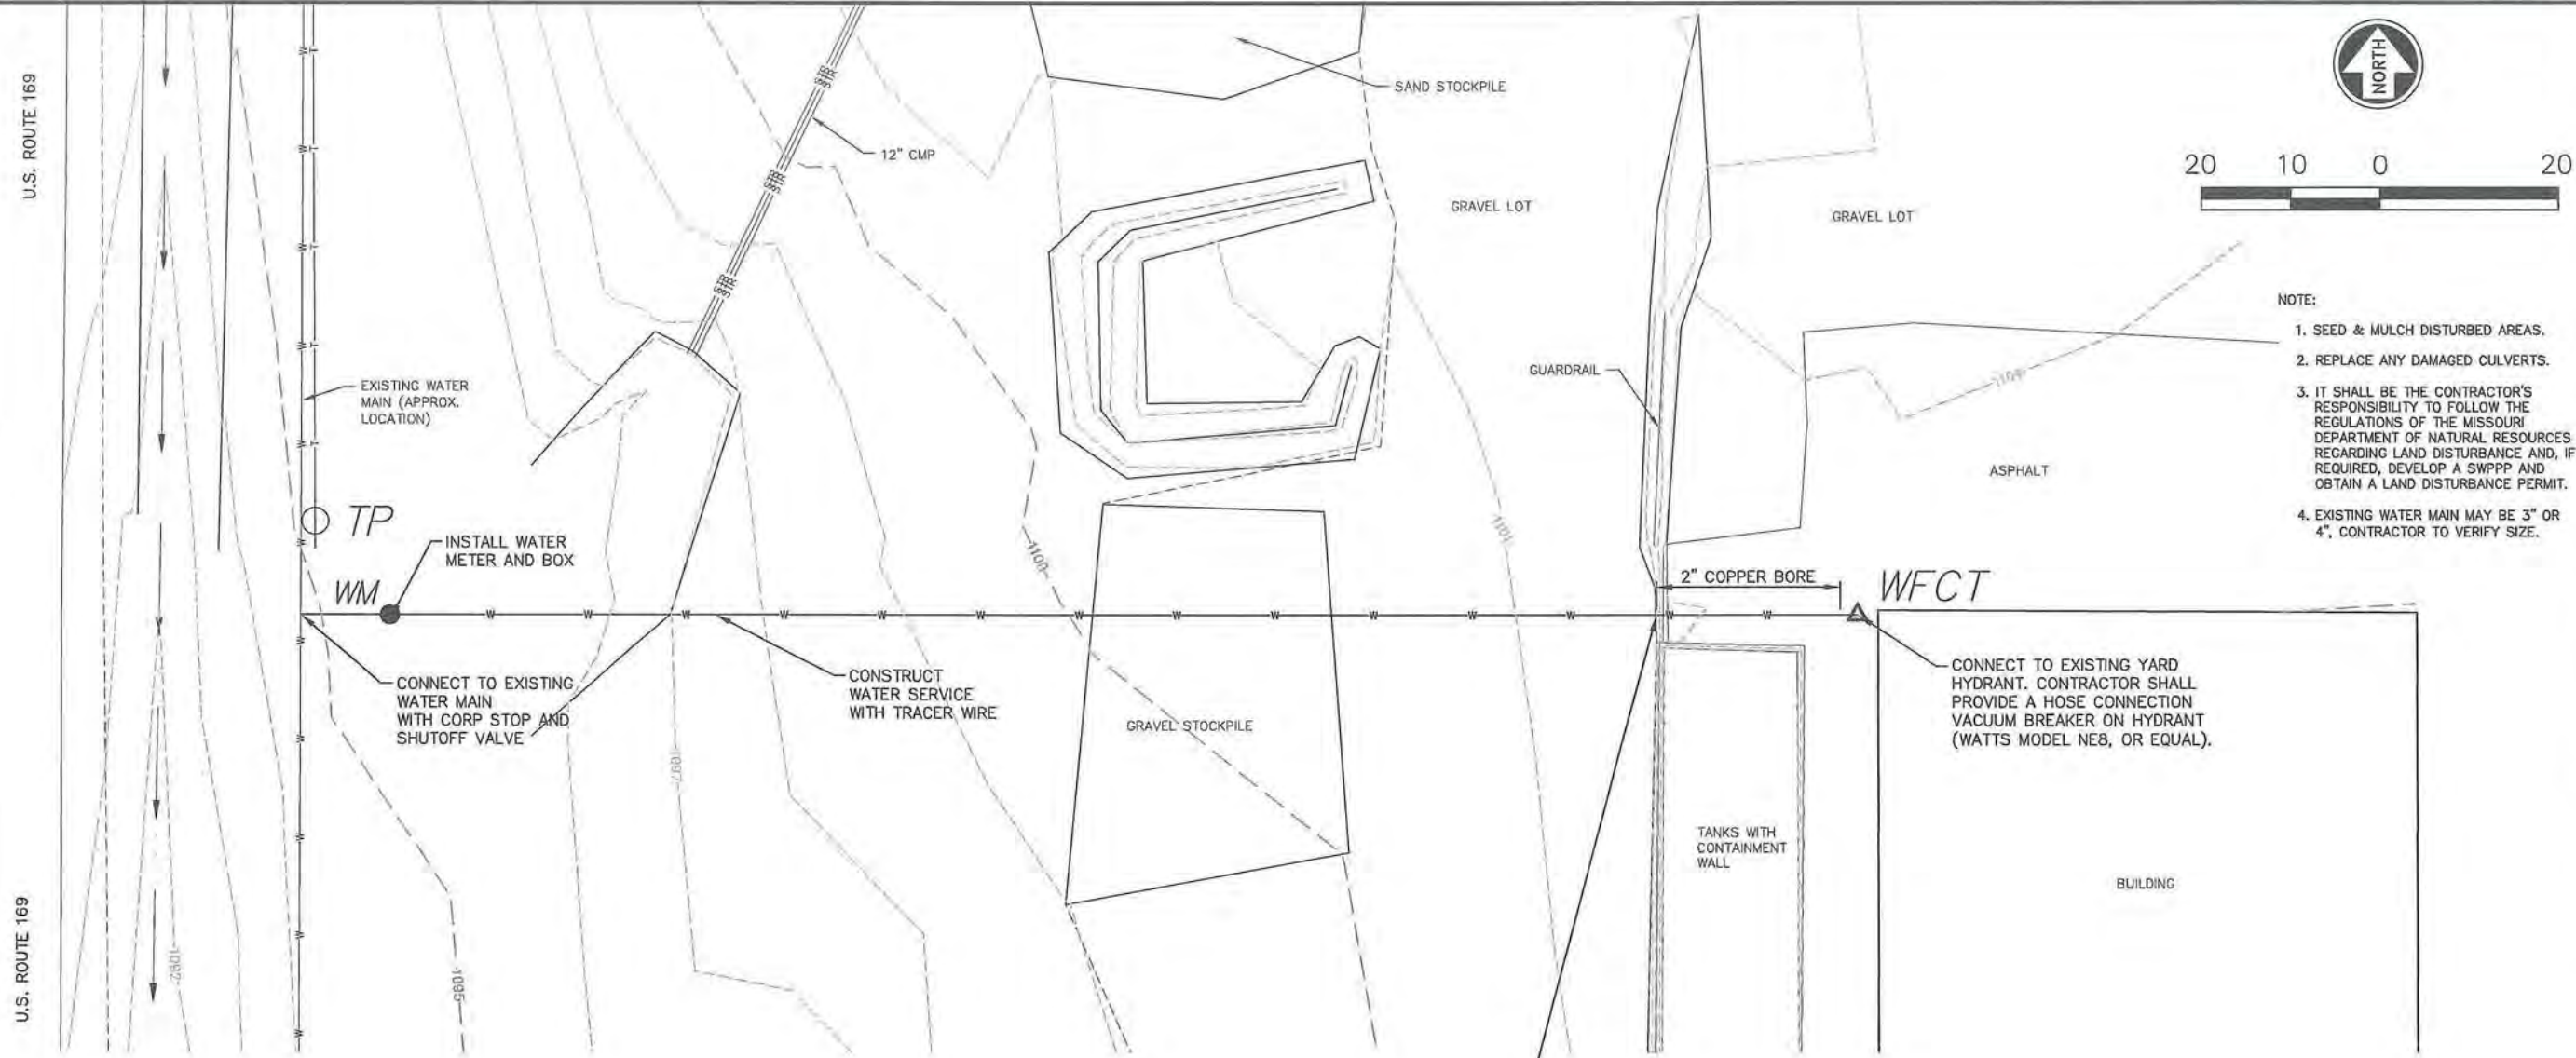 U.S. ROUTE 169
SAND STOCKPILE
12" CMP
GRAVEL LOT
GRAVEL LOT
NORTH
20 10 0 20
NOTE:
1. SEED & MULCH DISTURBED AREAS.
2. REPLACE ANY DAMAGED CULVERTS.
3. IT SHALL BE THE CONTRACTOR'S
RESPONSIBILITY TO FOLLOW THE
REGULATIONS OF THE MISSOURI
DEPARTMENT OF NATURAL RESOURCES
REGARDING LAND DISTURBANCE AND, IF
REQUIRED, DEVELOP A SWPPP AND
OBTAIN A LAND DISTURBANCE PERMIT.
4. EXISTING WATER MAIN MAY BE 3" OR
4", CONTRACTOR TO VERIFY SIZE.
EXISTING WATER
MAIN (APPROX.
LOCATION)
GUARDRAIL
ASPHALT
TP
INSTALL WATER
METER AND BOX
WM
1100
1101
2" COPPER BORE
WFCT
CONNECT TO EXISTING
WATER MAIN
WITH CORP STOP AND
SHUTOFF VALVE
CONSTRUCT
WATER SERVICE
WITH TRACER WIRE
GRAVEL STOCKPILE
CONNECT TO EXISTING YARD
HYDRANT. CONTRACTOR SHALL
PROVIDE A HOSE CONNECTION
VACUUM BREAKER ON HYDRANT
(WATTS MODEL NE8, OR EQUAL).
1097
TANKS WITH
CONTAINMENT
WALL
BUILDING
U.S. ROUTE 169
1092
1095